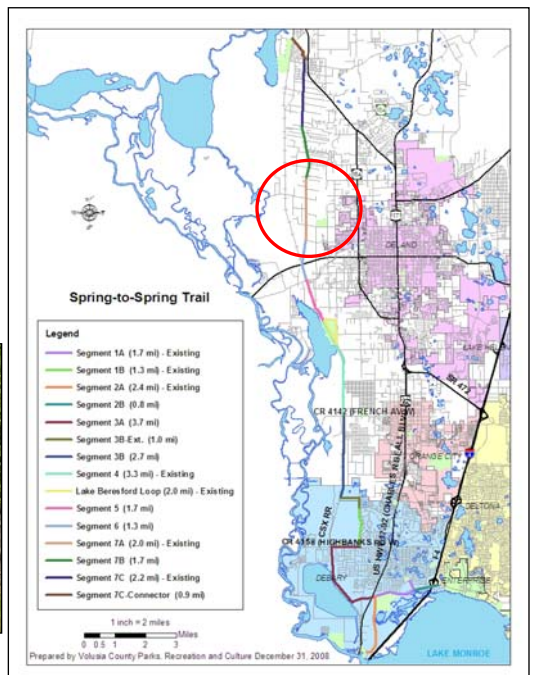 DELAND
Spring-to-Spring Trail
Legend
Segment 1A (1.7 mi) - Existing
Segment 1B (1.3 mi) - Existing
Segment 2A (2.4 mi) - Existing
Segment 2B (0.8 mi)
Segment 3A (3.7 mi)
Segment 3B-Ext. (1.0 mi)
Segment 3B (2.7 mi)
Segment 4 (3.3 mi) - Existing
Lake Beresford Loop (2.0 mi) - Existing
Segment 5 (1.7 mi)
Segment 6 (1.3 mi)
Segment 7A (2.0 mi) - Existing
Segment 7B (1.7 mi)
Segment 7C (2.2 mi) - Existing
Segment 7C-Connector (0.9 mi)
LAKE HELEN
SR 472
CR 4142 (FRENCH AV W)
ORANGE CITY
DELTONA
CSX RR
DEBARY
ENTERPRISE
LAKE MONROE
1 inch = 2 miles
0 0.5 1 2 3 Miles
Prepared by Volusia County Parks, Recreation and Culture December 31, 2008